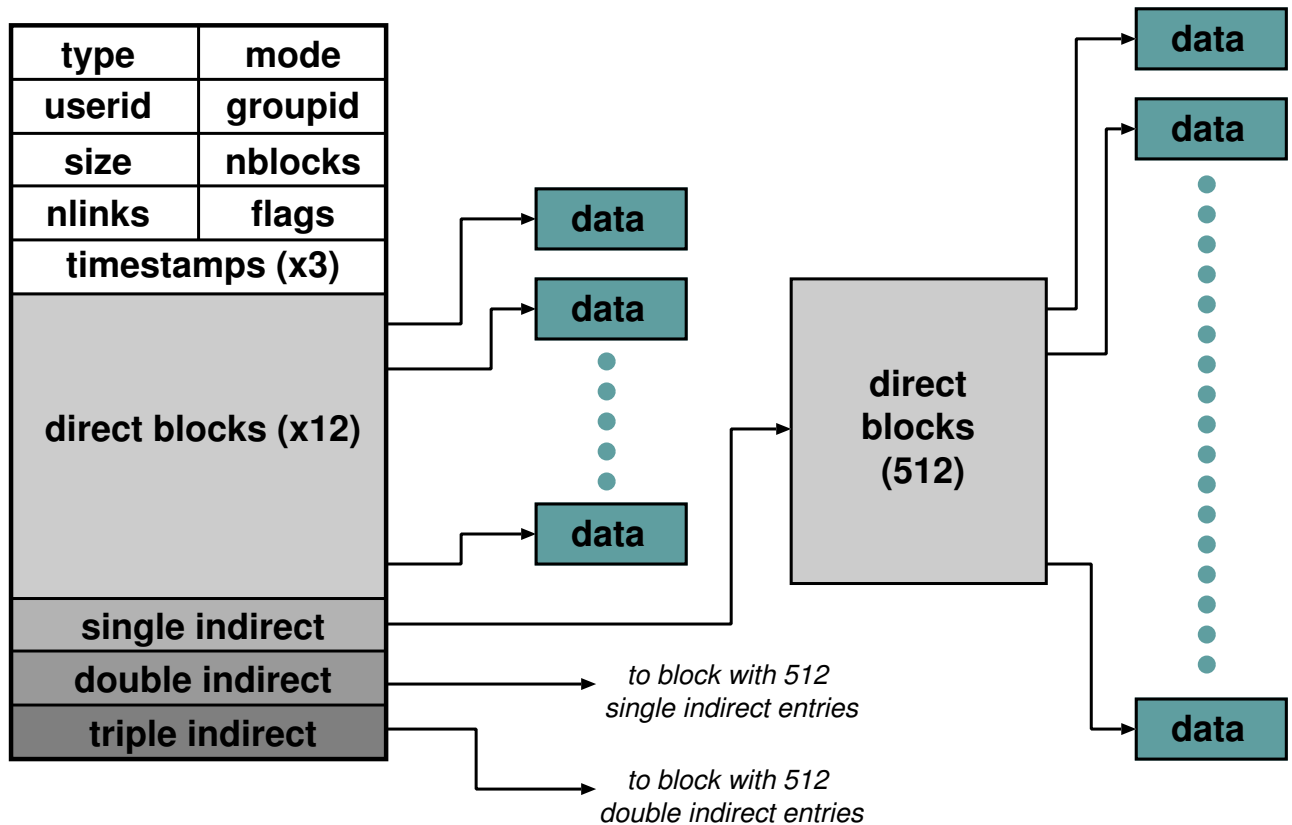 type mode
userid groupid
size nblocks
nlinks flags
timestamps (x3)
direct blocks (x12)
single indirect
double indirect
triple indirect
data
data
data
to block with 512
single indirect entries
to block with 512
double indirect entries
direct
blocks
(512)
data
data
data